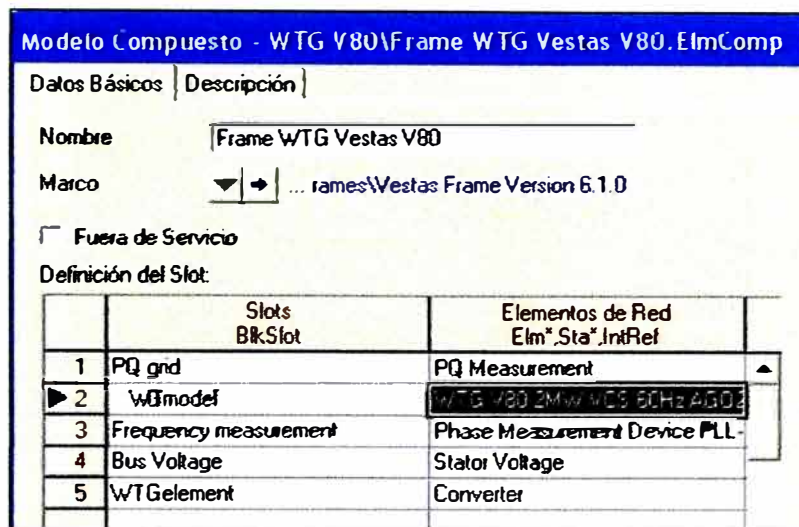 Modelo Compuesto - WTG V80\Frame WTG Vestas V80.ElmComp
Datos Básicos Descripción
Nombre Frame WTG Vestas V80
Marco ... rames\Vestas Frame Version 6.1.0
Fuera de Servicio
Definición del Slot:
Slots Elementos de Red
BlkSlot Elm*,Sta*,IntRef
1 PQ grid PQ Measurement
2 WTG V80 2MW VCS 60Hz
3 Frequency measurement Phase Measurement Device PLL-
4 Bus Voltage Stator Voltage
5 WTGelement Converter